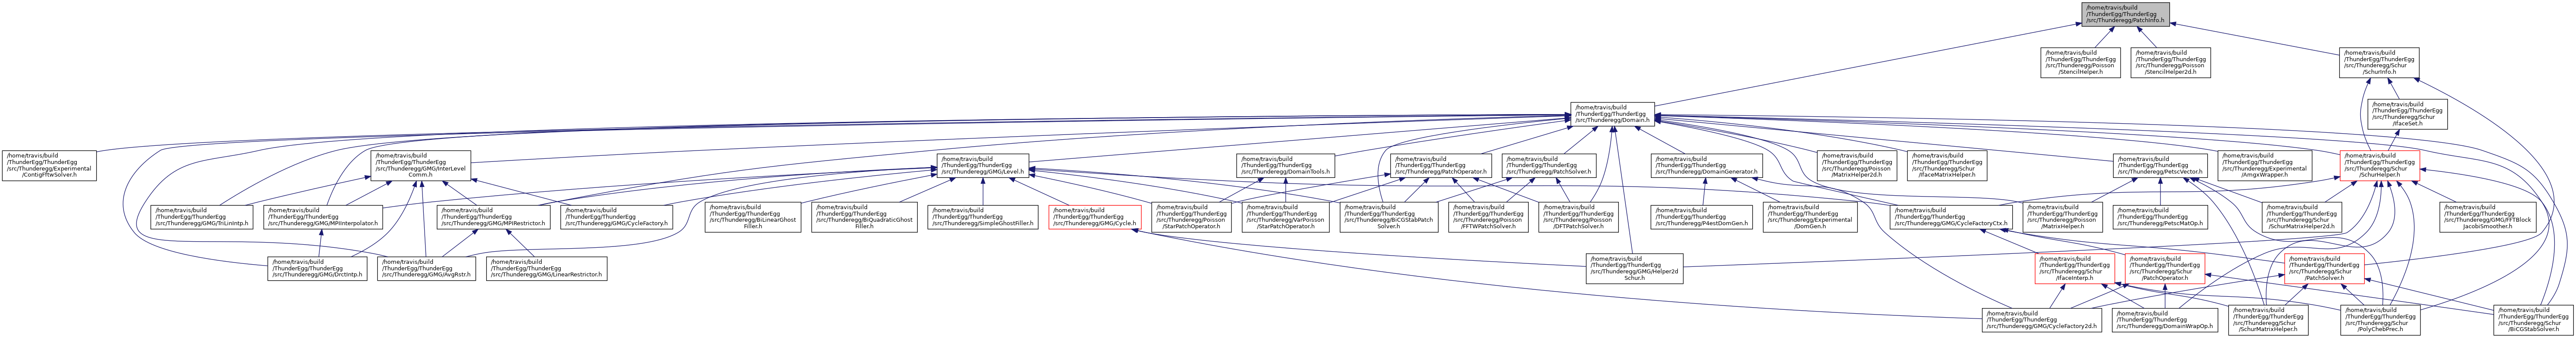 /home/travis/build
/ThunderEgg/ThunderEgg
/src/Thunderegg/PatchInfo.h
/home/travis/build
/ThunderEgg/ThunderEgg
/src/Thunderegg/Poisson
/StencilHelper.h
/home/travis/build
/ThunderEgg/ThunderEgg
/src/Thunderegg/Poisson
/StencilHelper2d.h
/home/travis/build
/ThunderEgg/ThunderEgg
/src/Thunderegg/Schur
/SchurInfo.h
/home/travis/build
/ThunderEgg/ThunderEgg
/src/Thunderegg/Domain.h
/home/travis/build
/ThunderEgg/ThunderEgg
/src/Thunderegg/Schur
/IfaceSet.h
/home/travis/build
/ThunderEgg/ThunderEgg
/src/Thunderegg/Experimental
/ContigFftwSolver.h
/home/travis/build
/ThunderEgg/ThunderEgg
/src/Thunderegg/GMG/InterLevel
Comm.h
/home/travis/build
/ThunderEgg/ThunderEgg
/src/Thunderegg/GMG/Level.h
/home/travis/build
/ThunderEgg/ThunderEgg
/src/Thunderegg/DomainTools.h
/home/travis/build
/ThunderEgg/ThunderEgg
/src/Thunderegg/PatchOperator.h
/home/travis/build
/ThunderEgg/ThunderEgg
/src/Thunderegg/PatchSolver.h
/home/travis/build
/ThunderEgg/ThunderEgg
/src/Thunderegg/DomainGenerator.h
/home/travis/build
/ThunderEgg/ThunderEgg
/src/Thunderegg/Poisson
/MatrixHelper2d.h
/home/travis/build
/ThunderEgg/ThunderEgg
/src/Thunderegg/Schur
/IfaceMatrixHelper.h
/home/travis/build
/ThunderEgg/ThunderEgg
/src/Thunderegg/PetscVector.h
/home/travis/build
/ThunderEgg/ThunderEgg
/src/Thunderegg/Experimental
/AmgxWrapper.h
/home/travis/build
/ThunderEgg/ThunderEgg
/src/Thunderegg/Schur
/SchurHelper.h
/home/travis/build
/ThunderEgg/ThunderEgg
/src/Thunderegg/GMG/TriLinIntp.h
/home/travis/build
/ThunderEgg/ThunderEgg
/src/Thunderegg/GMG/MPIInterpolator.h
/home/travis/build
/ThunderEgg/ThunderEgg
/src/Thunderegg/GMG/MPIRestrictor.h
/home/travis/build
/ThunderEgg/ThunderEgg
/src/Thunderegg/GMG/CycleFactory.h
/home/travis/build
/ThunderEgg/ThunderEgg
/src/Thunderegg/BiLinearGhost
Filler.h
/home/travis/build
/ThunderEgg/ThunderEgg
/src/Thunderegg/BiQuadraticGhost
Filler.h
/home/travis/build
/ThunderEgg/ThunderEgg
/src/Thunderegg/SimpleGhostFiller.h
/home/travis/build
/ThunderEgg/ThunderEgg
/src/Thunderegg/GMG/Cycle.h
/home/travis/build
/ThunderEgg/ThunderEgg
/src/Thunderegg/Poisson
/StarPatchOperator.h
/home/travis/build
/ThunderEgg/ThunderEgg
/src/Thunderegg/VarPoisson
/StarPatchOperator.h
/home/travis/build
/ThunderEgg/ThunderEgg
/src/Thunderegg/BiCGStabPatch
Solver.h
/home/travis/build
/ThunderEgg/ThunderEgg
/src/Thunderegg/Poisson
/FFTWPatchSolver.h
/home/travis/build
/ThunderEgg/ThunderEgg
/src/Thunderegg/Poisson
/DFTPatchSolver.h
/home/travis/build
/ThunderEgg/ThunderEgg
/src/Thunderegg/P4estDomGen.h
/home/travis/build
/ThunderEgg/ThunderEgg
/src/Thunderegg/Experimental
/DomGen.h
/home/travis/build
/ThunderEgg/ThunderEgg
/src/Thunderegg/GMG/CycleFactoryCtx.h
/home/travis/build
/ThunderEgg/ThunderEgg
/src/Thunderegg/Poisson
/MatrixHelper.h
/home/travis/build
/ThunderEgg/ThunderEgg
/src/Thunderegg/PetscMatOp.h
/home/travis/build
/ThunderEgg/ThunderEgg
/src/Thunderegg/Schur
/SchurMatrixHelper2d.h
/home/travis/build
/ThunderEgg/ThunderEgg
/src/Thunderegg/GMG/FFTBlock
JacobiSmoother.h
/home/travis/build
/ThunderEgg/ThunderEgg
/src/Thunderegg/GMG/DrctIntp.h
/home/travis/build
/ThunderEgg/ThunderEgg
/src/Thunderegg/GMG/AvgRstr.h
/home/travis/build
/ThunderEgg/ThunderEgg
/src/Thunderegg/GMG/LinearRestrictor.h
/home/travis/build
/ThunderEgg/ThunderEgg
/src/Thunderegg/GMG/Helper2d
Schur.h
/home/travis/build
/ThunderEgg/ThunderEgg
/src/Thunderegg/Schur
/IfaceInterp.h
/home/travis/build
/ThunderEgg/ThunderEgg
/src/Thunderegg/Schur
/PatchOperator.h
/home/travis/build
/ThunderEgg/ThunderEgg
/src/Thunderegg/Schur
/PatchSolver.h
/home/travis/build
/ThunderEgg/ThunderEgg
/src/Thunderegg/GMG/CycleFactory2d.h
/home/travis/build
/ThunderEgg/ThunderEgg
/src/Thunderegg/DomainWrapOp.h
/home/travis/build
/ThunderEgg/ThunderEgg
/src/Thunderegg/Schur
/SchurMatrixHelper.h
/home/travis/build
/ThunderEgg/ThunderEgg
/src/Thunderegg/Schur
/PolyChebPrec.h
/home/travis/build
/ThunderEgg/ThunderEgg
/src/Thunderegg/Schur
/BiCGStabSolver.h